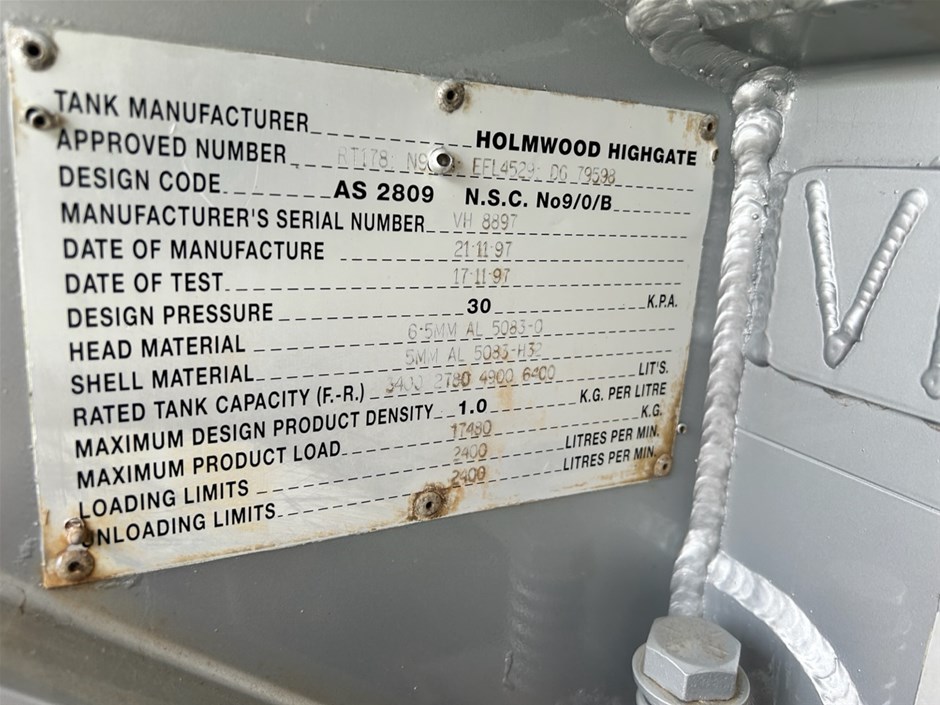 TANK MANUFACTURER HOLMWOOD HIGHGATE
APPROVED NUMBER RT178: EFL4529: DG 79598
DESIGN CODE AS 2809 N.S.C. No9/0/B
MANUFACTURER'S SERIAL NUMBER VH 8897
DATE OF MANUFACTURE 21·11·97
DATE OF TEST 17·11·97
DESIGN PRESSURE 30 K.P.A.
HEAD MATERIAL 6·5MM AL 5083-O
SHELL MATERIAL 5MM AL 5083-H32
RATED TANK CAPACITY (F.-R.) 3400 2780 4900 6400 LIT'S.
MAXIMUM DESIGN PRODUCT DENSITY 1.0 K.G. PER LITRE
MAXIMUM PRODUCT LOAD 17480 K.G.
LOADING LIMITS 2400 LITRES PER MIN.
UNLOADING LIMITS 2400 LITRES PER MIN.
V